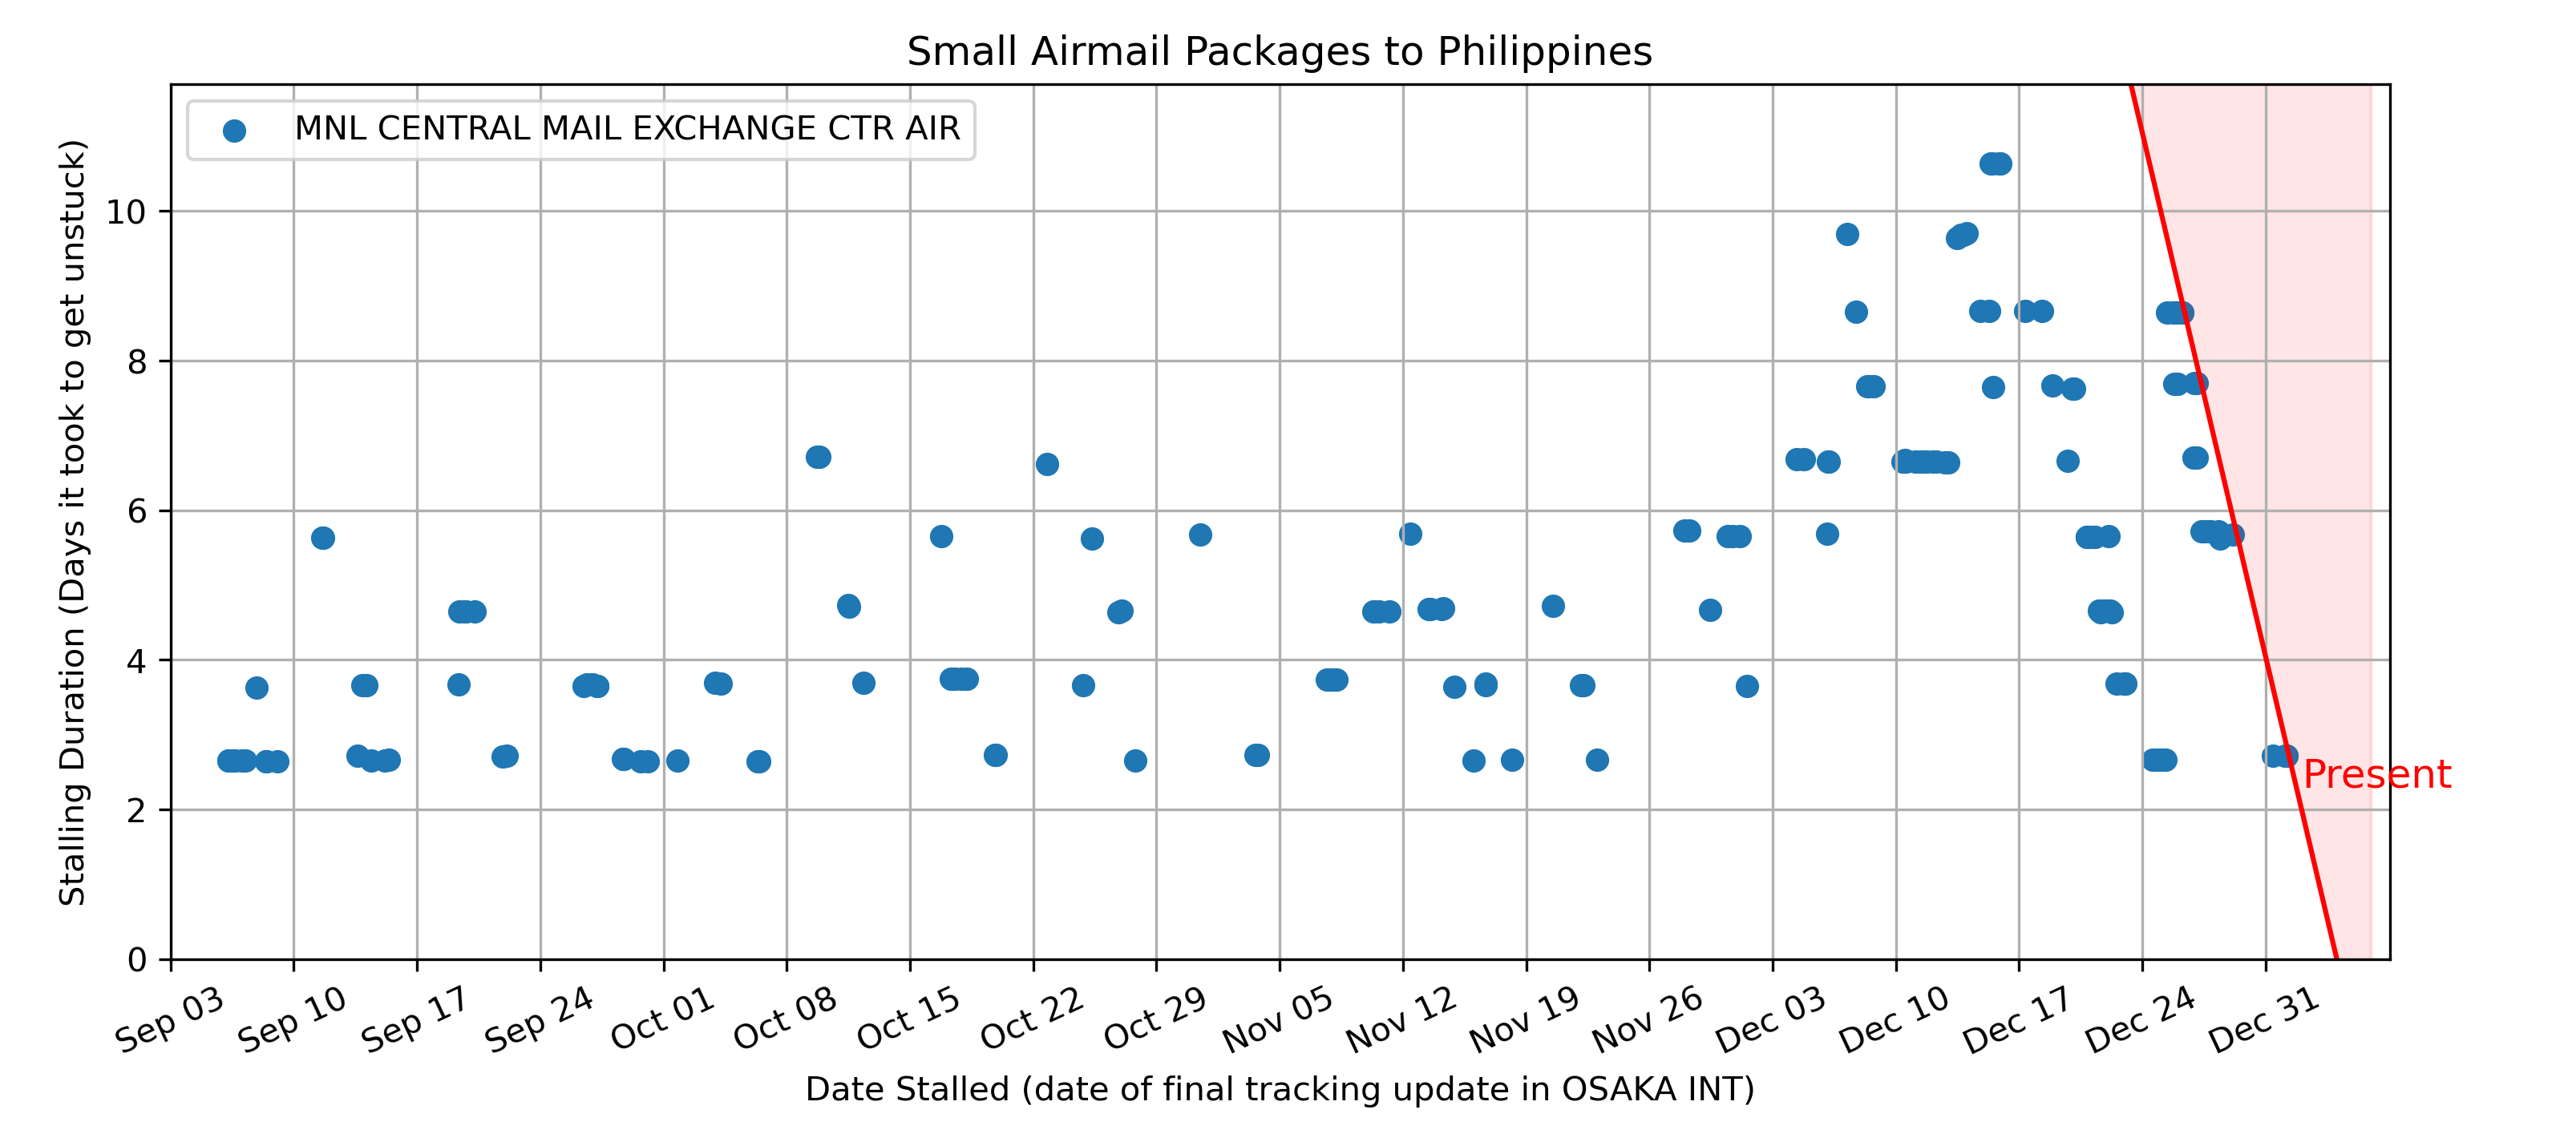 Small Airmail Packages to Philippines
MNL CENTRAL MAIL EXCHANGE CTR AIR
Stalling Duration (Days it took to get unstuck)
10
8
6
4
2
0
Present
Sep 03
Sep 10
Sep 17
Sep 24
Oct 01
Oct 08
Oct 15
Oct 22
Oct 29
Nov 05
Nov 12
Nov 19
Nov 26
Dec 03
Dec 10
Dec 17
Dec 24
Dec 31
Date Stalled (date of final tracking update in OSAKA INT)